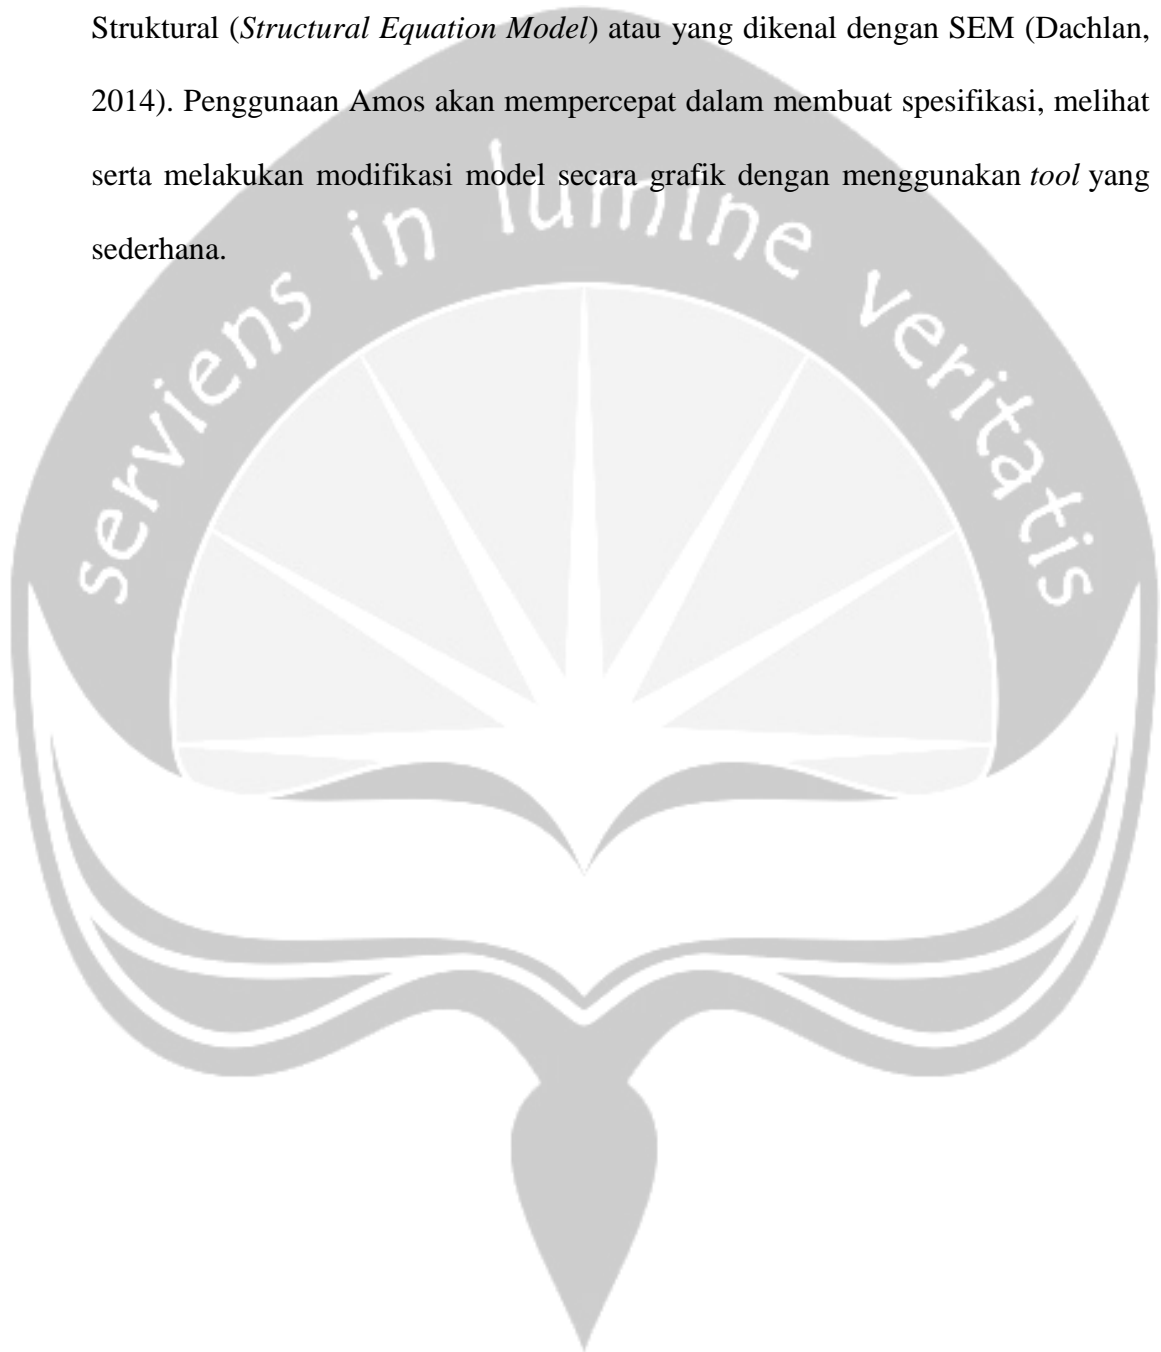 Struktural (Structural Equation Model) atau yang dikenal dengan SEM (Dachlan,
2014). Penggunaan Amos akan mempercepat dalam membuat spesifikasi, melihat
serta melakukan modifikasi model secara grafik dengan menggunakan tool yang
sederhana.
serviens in lumine veritatis